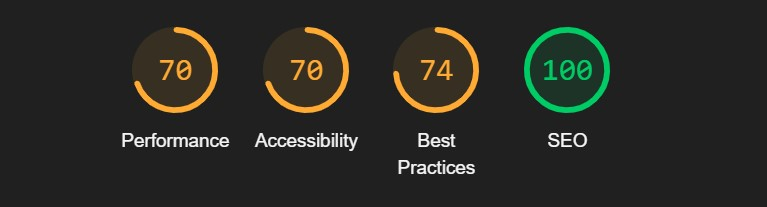 70 70 74 100
Performance Accessibility Best SEO
Practices